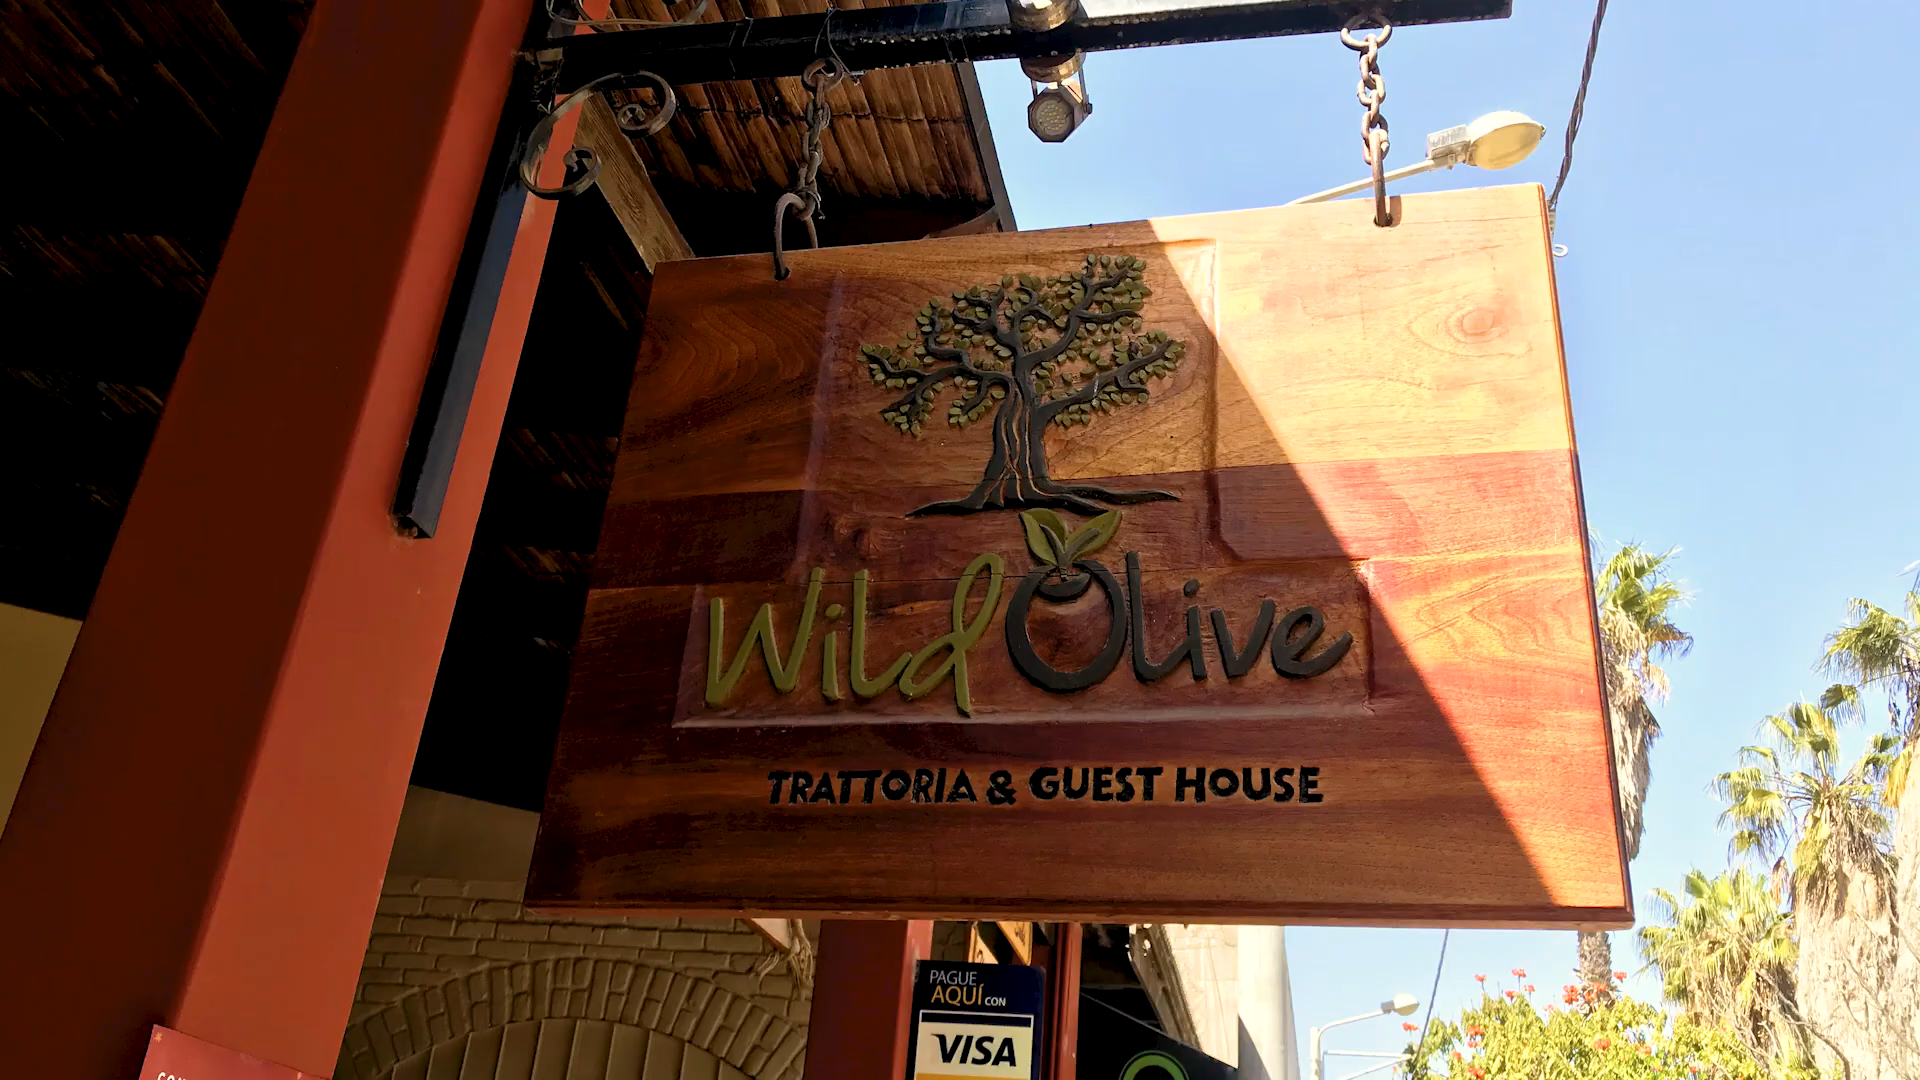 Wild Olive
TRATTORIA & GUEST HOUSE
PAGUE
AQUÍ CON
VISA